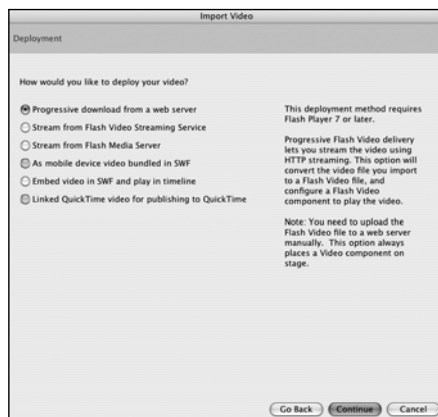 Import Video
Deployment
How would you like to deploy your video?
Progressive download from a web server
Stream from Flash Video Streaming Service
Stream from Flash Media Server
As mobile device video bundled in SWF
Embed video in SWF and play in timeline
Linked QuickTime video for publishing to QuickTime
This deployment method requires
Flash Player 7 or later.
Progressive Flash Video delivery
lets you stream the video using
HTTP streaming. This option will
convert the video file you import
to a Flash Video file, and
configure a Flash Video
component to play the video.
Note: You need to upload the
Flash Video file to a web server
manually. This option always
places a Video component on
stage.
Go Back
Continue
Cancel